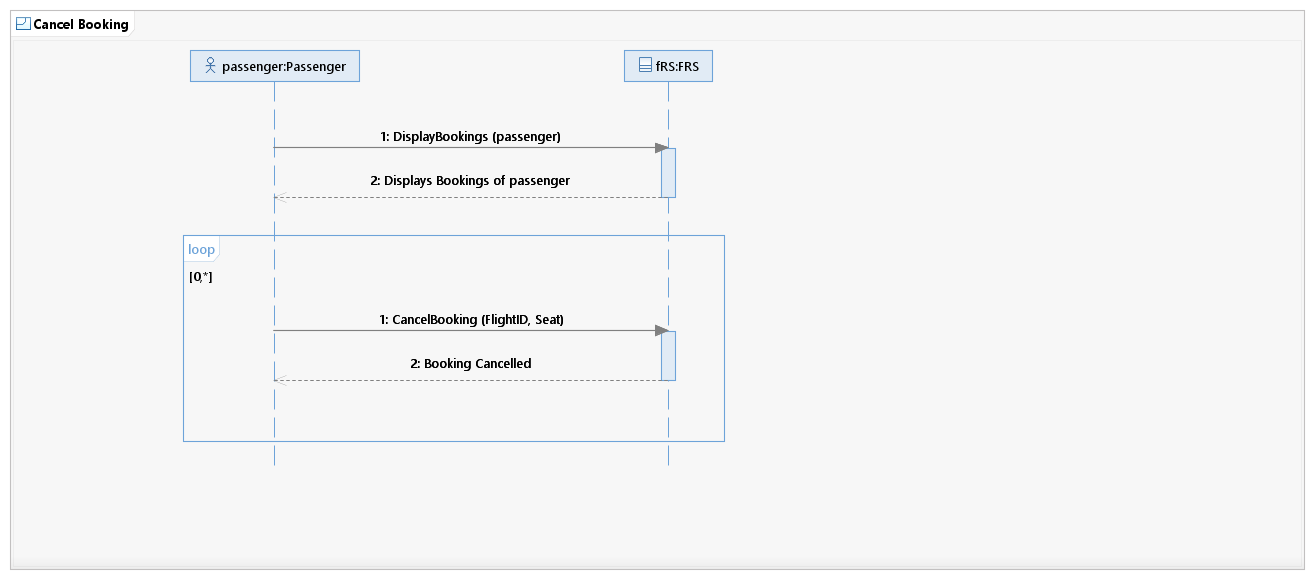 Cancel Booking
passenger:Passenger
fRS:FRS
1: DisplayBookings (passenger)
2: Displays Bookings of passenger
loop
[0,*]
1: CancelBooking (FlightID, Seat)
2: Booking Cancelled